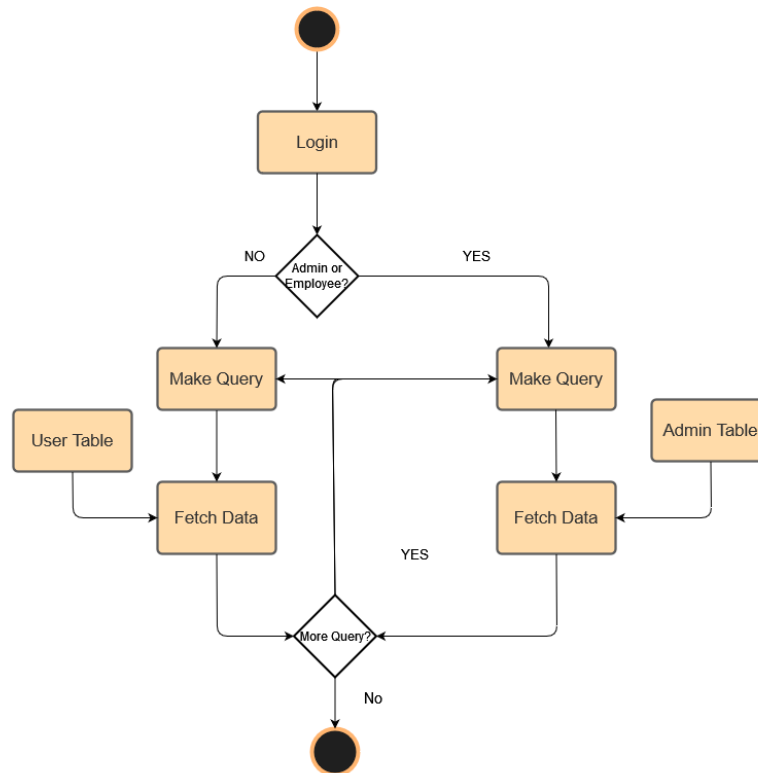 Login
NO
YES
Admin or
Employee?
Make Query
Make Query
User Table
Admin Table
Fetch Data
Fetch Data
YES
More Query?
No